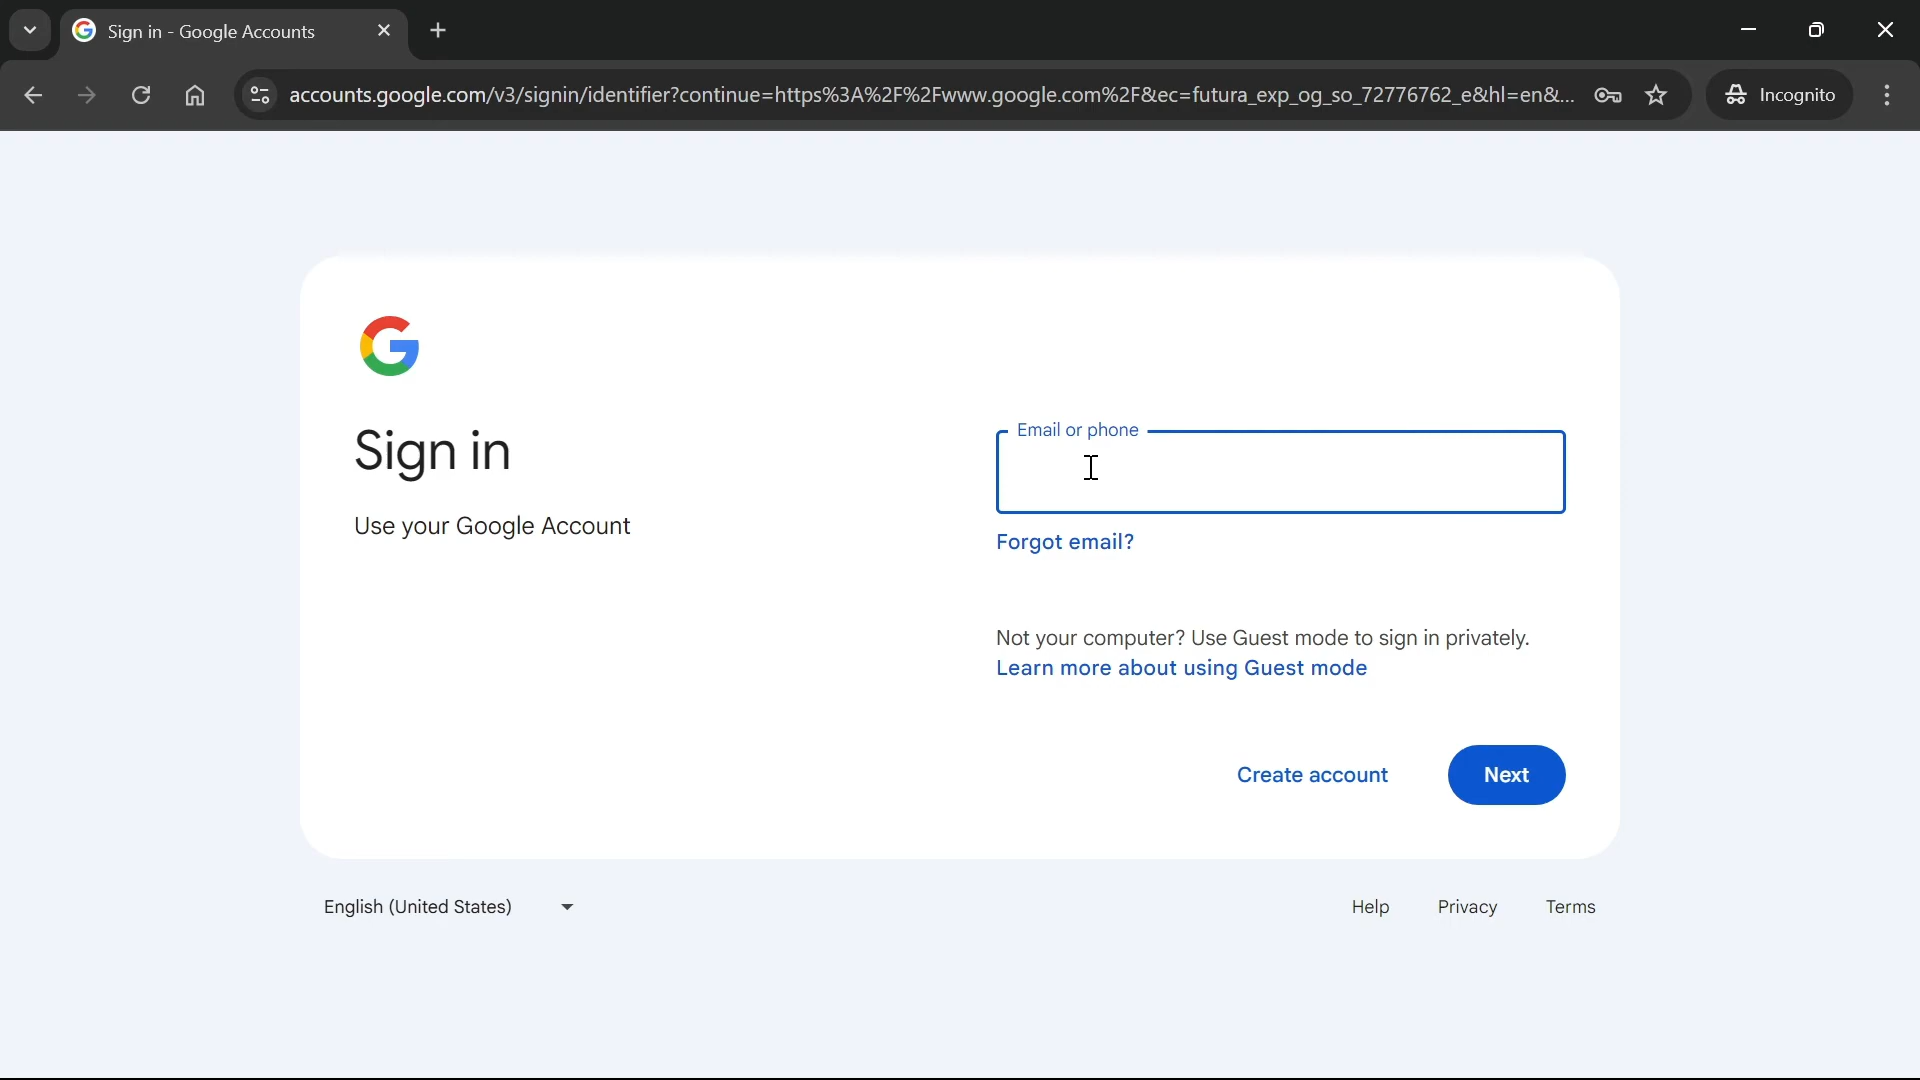 Sign in - Google Accounts
accounts.google.com/v3/signin/identifier?continue=https%3A%2F%2Fwww.google.com%2F&ec=futura_exp_og_so_72776762_e&hl=en&...
Incognito
Sign in
Use your Google Account
Email or phone
Forgot email?
Not your computer? Use Guest mode to sign in privately.
Learn more about using Guest mode
Create account
Next
English (United States)
Help
Privacy
Terms